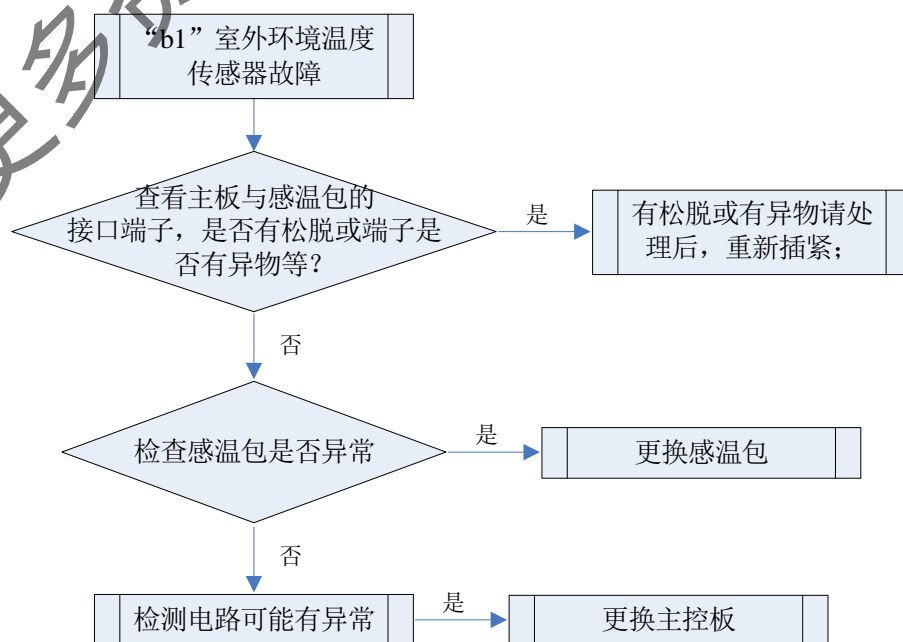 “b1”室外环境温度
传感器故障
查看主板与感温包的
接口端子，是否有松脱或端子是
否有异物等？
是
有松脱或有异物请处
理后，重新插紧；
否
检查感温包是否异常
是
更换感温包
否
检测电路可能有异常
是
更换主控板
更多